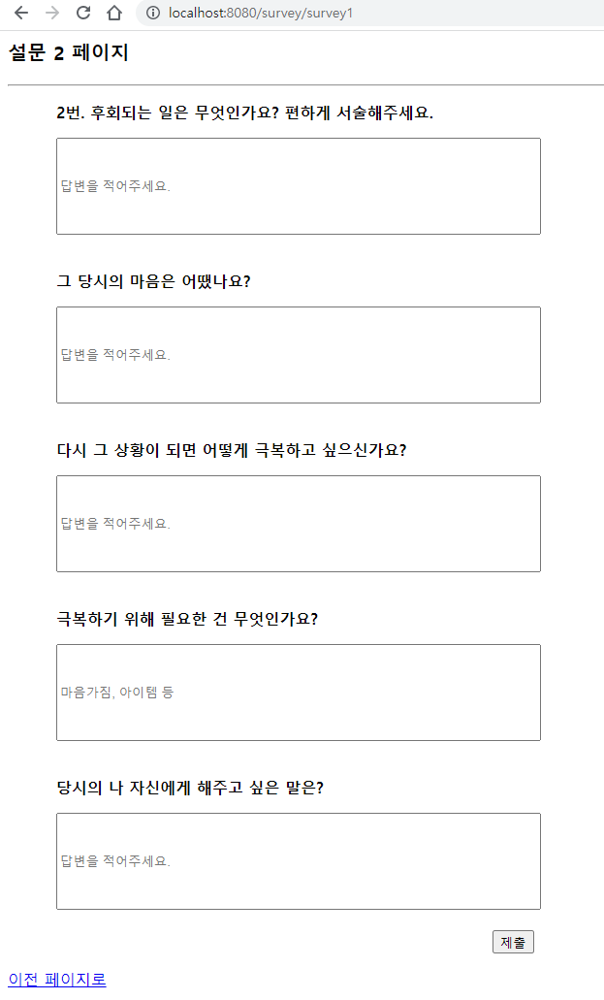 localhost:8080/survey/survey1
설문 2 페이지
2번. 후회되는 일은 무엇인가요? 편하게 서술해주세요.
답변을 적어주세요.
그 당시의 마음은 어땠나요?
답변을 적어주세요.
다시 그 상황이 되면 어떻게 극복하고 싶으신가요?
답변을 적어주세요.
극복하기 위해 필요한 건 무엇인가요?
마음가짐, 아이템 등
당시의 나 자신에게 해주고 싶은 말은?
답변을 적어주세요.
제출
이전 페이지로